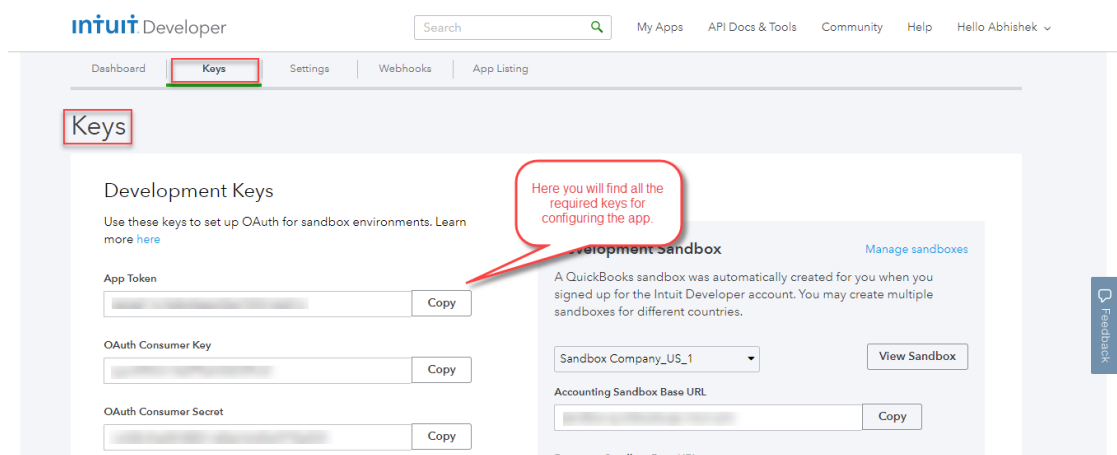 ıntuıt Developer
Search
My Apps
API Docs & Tools
Community
Help
Hello Abhishek
Dashboard
Keys
Settings
Webhooks
App Listing
Keys
Development Keys
Use these keys to set up OAuth for sandbox environments. Learn
more here
App Token
Copy
OAuth Consumer Key
Copy
OAuth Consumer Secret
Copy
Here you will find all the
required keys for
configuring the app.
Development Sandbox
Manage sandboxes
A QuickBooks sandbox was automatically created for you when you
signed up for the Intuit Developer account. You may create multiple
sandboxes for different countries.
Sandbox Company_US_1
View Sandbox
Accounting Sandbox Base URL
Copy
Feedback